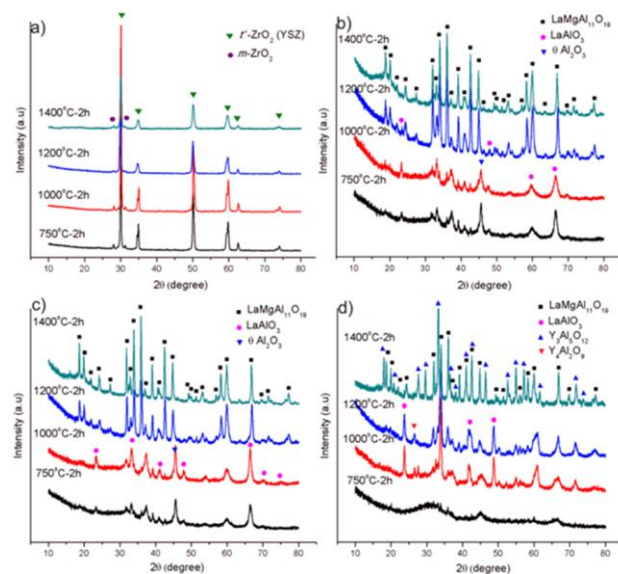 a)
t'-ZrO₂ (YSZ)
m-ZrO₂
1400°C-2h
1200°C-2h
1000°C-2h
750°C-2h
Intensity (a.u)
10 20 30 40 50 60 70 80
2θ (degree)
b)
LaMgAl₁₁O₁₉
LaAlO₃
θ Al₂O₃
1400°C-2h
1200°C-2h
1000°C-2h
750°C-2h
Intensity (a.u)
10 20 30 40 50 60 70 80
2θ (degree)
c)
LaMgAl₁₁O₁₉
LaAlO₃
θ Al₂O₃
1400°C-2h
1200°C-2h
1000°C-2h
750°C-2h
Intensity (a.u)
10 20 30 40 50 60 70 80
2θ (degree)
d)
LaMgAl₁₁O₁₉
LaAlO₃
Y₃Al₅O₁₂
Y₄Al₂O₉
1400°C-2h
1200°C-2h
1000°C-2h
750°C-2h
Intensity (a.u)
10 20 30 40 50 60 70 80
2θ (degree)